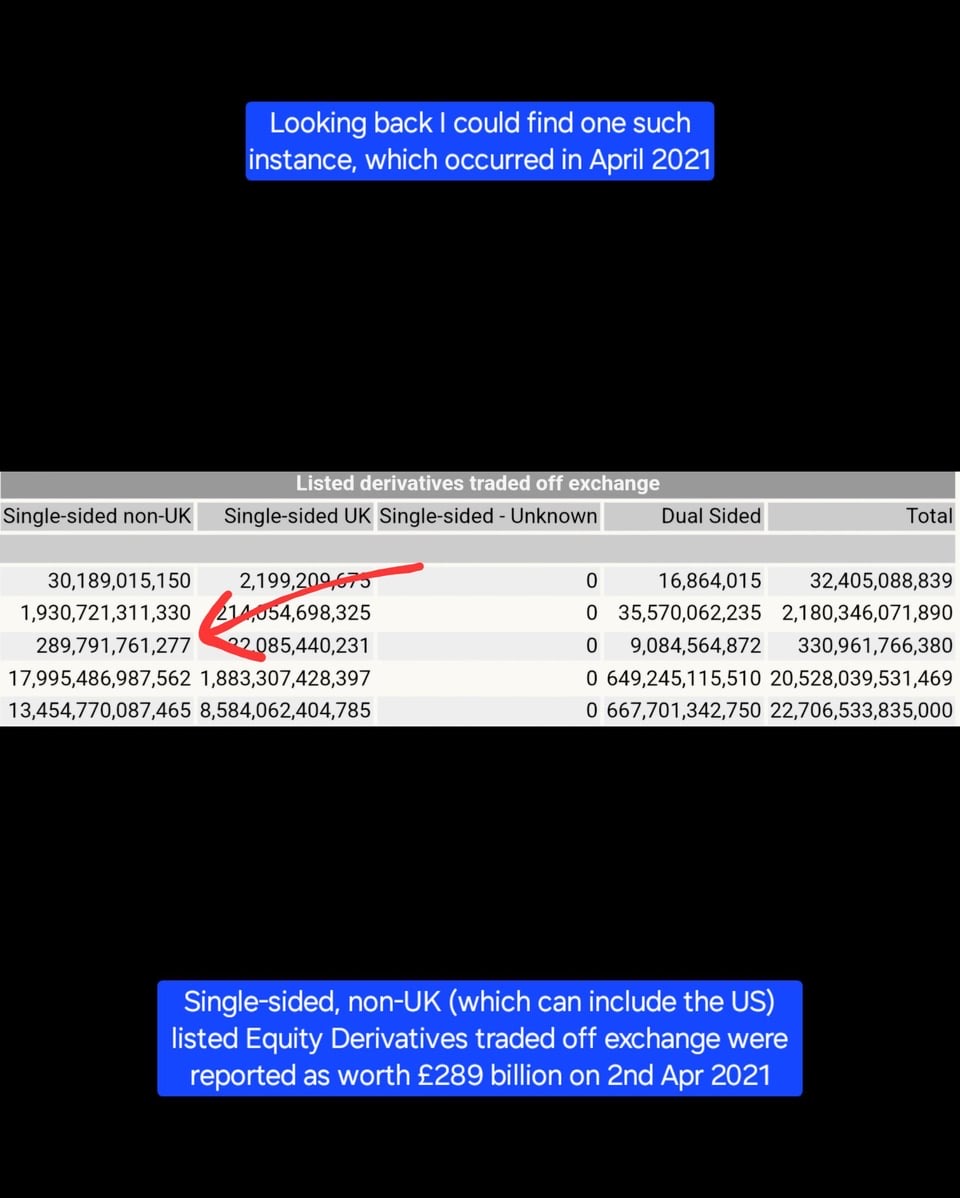 Looking back I could find one such
instance, which occurred in April 2021
Listed derivatives traded off exchange
Single-sided non-UK Single-sided UK Single-sided - Unknown Dual Sided Total
30,189,015,150 2,199,209,675 0 16,864,015 32,405,088,839
1,930,721,311,330 214,054,698,325 0 35,570,062,235 2,180,346,071,890
289,791,761,277 32,085,440,231 0 9,084,564,872 330,961,766,380
17,995,486,987,562 1,883,307,428,397 0 649,245,115,510 20,528,039,531,469
13,454,770,087,465 8,584,062,404,785 0 667,701,342,750 22,706,533,835,000
Single-sided, non-UK (which can include the US)
listed Equity Derivatives traded off exchange were
reported as worth £289 billion on 2nd Apr 2021